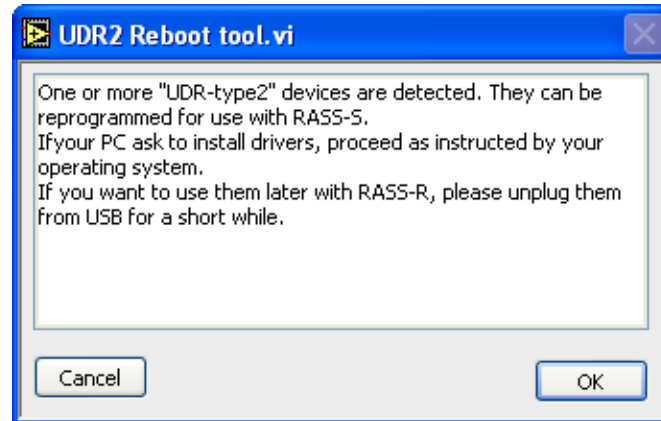 UDR2 Reboot tool.vi
One or more "UDR-type2" devices are detected. They can be
reprogrammed for use with RASS-S.
Ifyour PC ask to install drivers, proceed as instructed by your
operating system.
If you want to use them later with RASS-R, please unplug them
from USB for a short while.
Cancel
OK